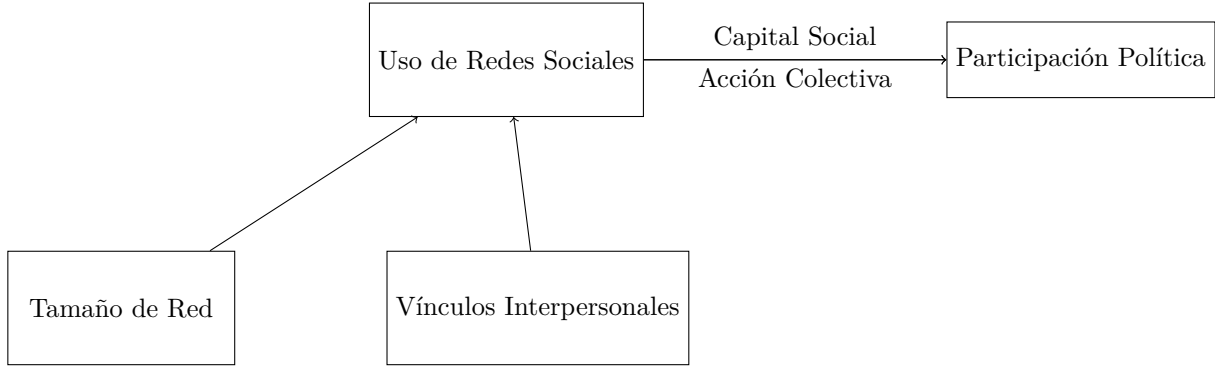 Uso de Redes Sociales
Capital Social
Acción Colectiva
Participación Política
Tamaño de Red
Vínculos Interpersonales